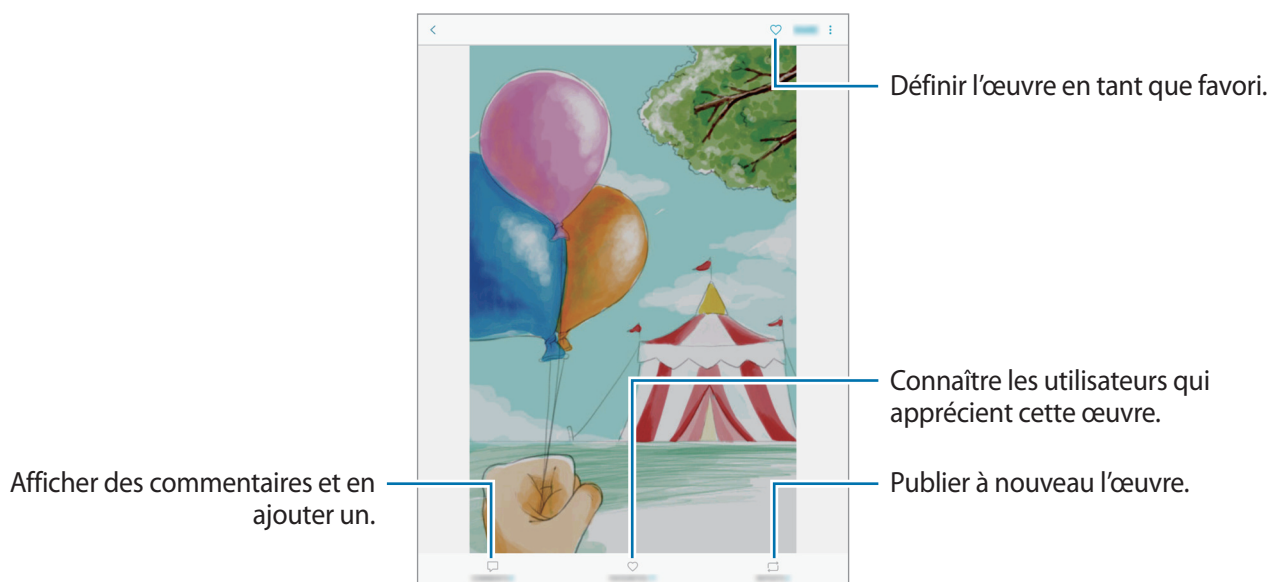 Définir l’œuvre en tant que favori.
Connaître les utilisateurs qui
apprécient cette œuvre.
Afficher des commentaires et en
ajouter un.
Publier à nouveau l’œuvre.